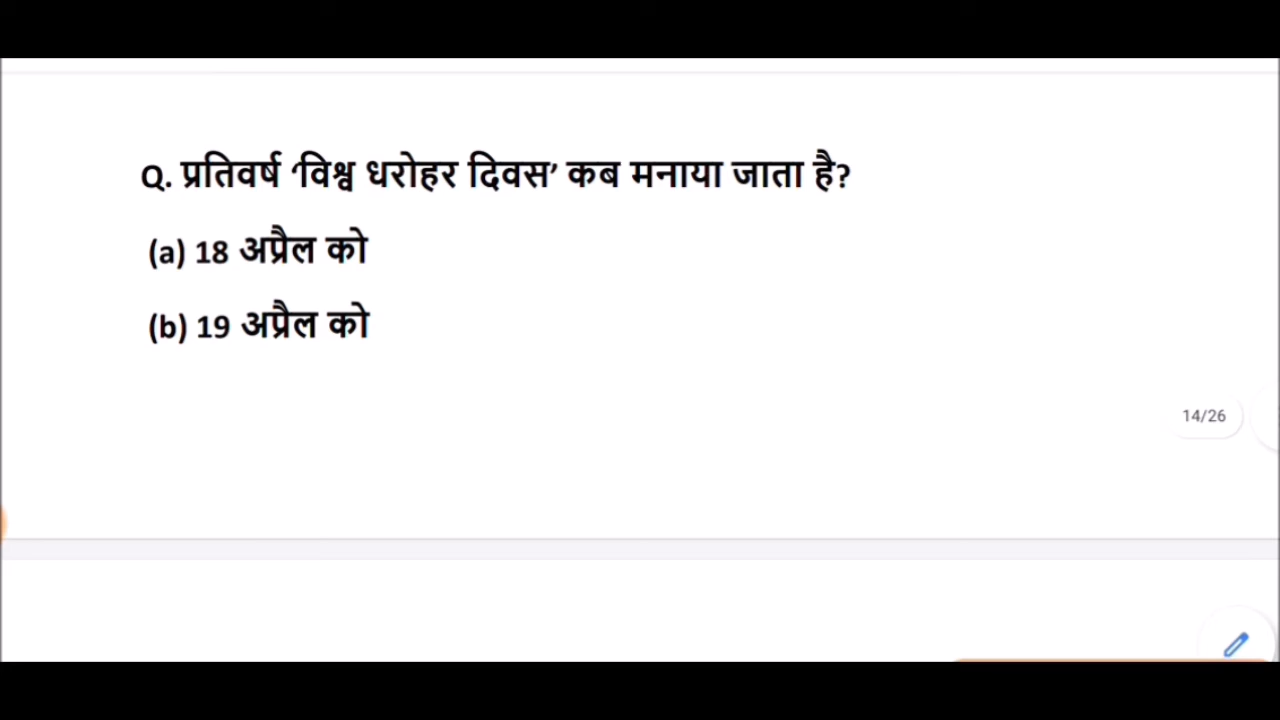 Q. प्रतिवर्ष ‘विश्व धरोहर दिवस’ कब मनाया जाता है?
(a) 18 अप्रैल को
(b) 19 अप्रैल को
14/26